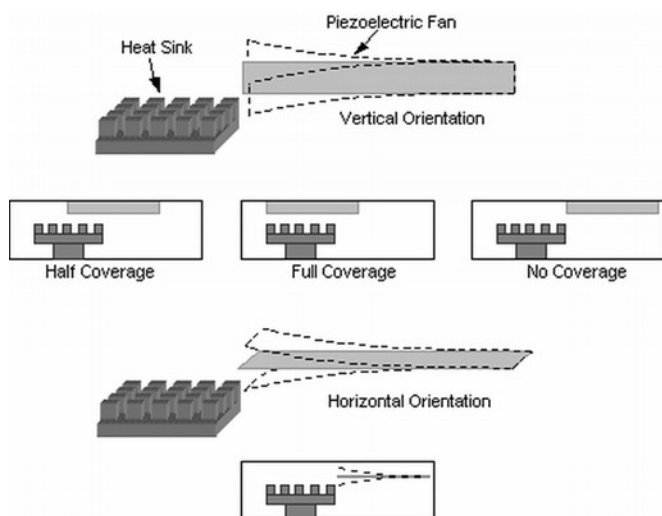 Piezoelectric Fan
Heat Sink
Vertical Orientation
Half Coverage
Full Coverage
No Coverage
Horizontal Orientation